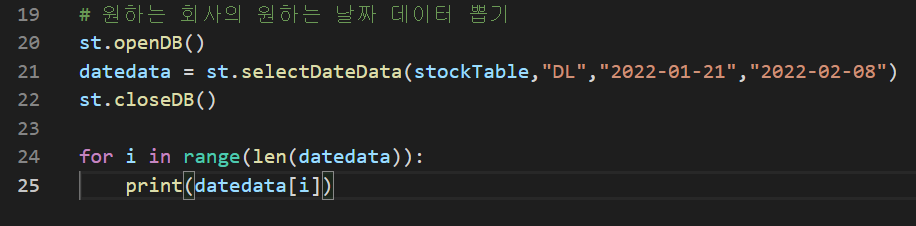 19 # 원하는 회사의 원하는 날짜 데이터 뽑기
20 st.openDB()
21 datedata = st.selectDateData(stockTable,"DL","2022-01-21","2022-02-08")
22 st.closeDB()
23
24 for i in range(len(datedata)):
25     print(datedata[i])